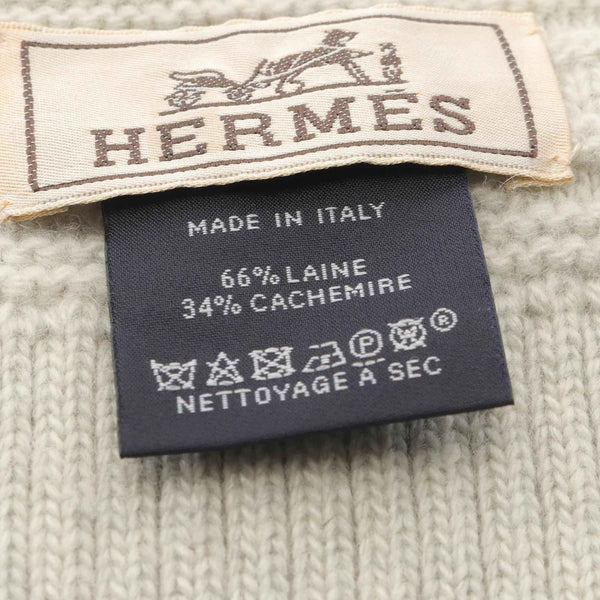 HERMÈS
MADE IN ITALY
66% LAINE
34% CACHEMIRE
P ®
NETTOYAGE À SEC